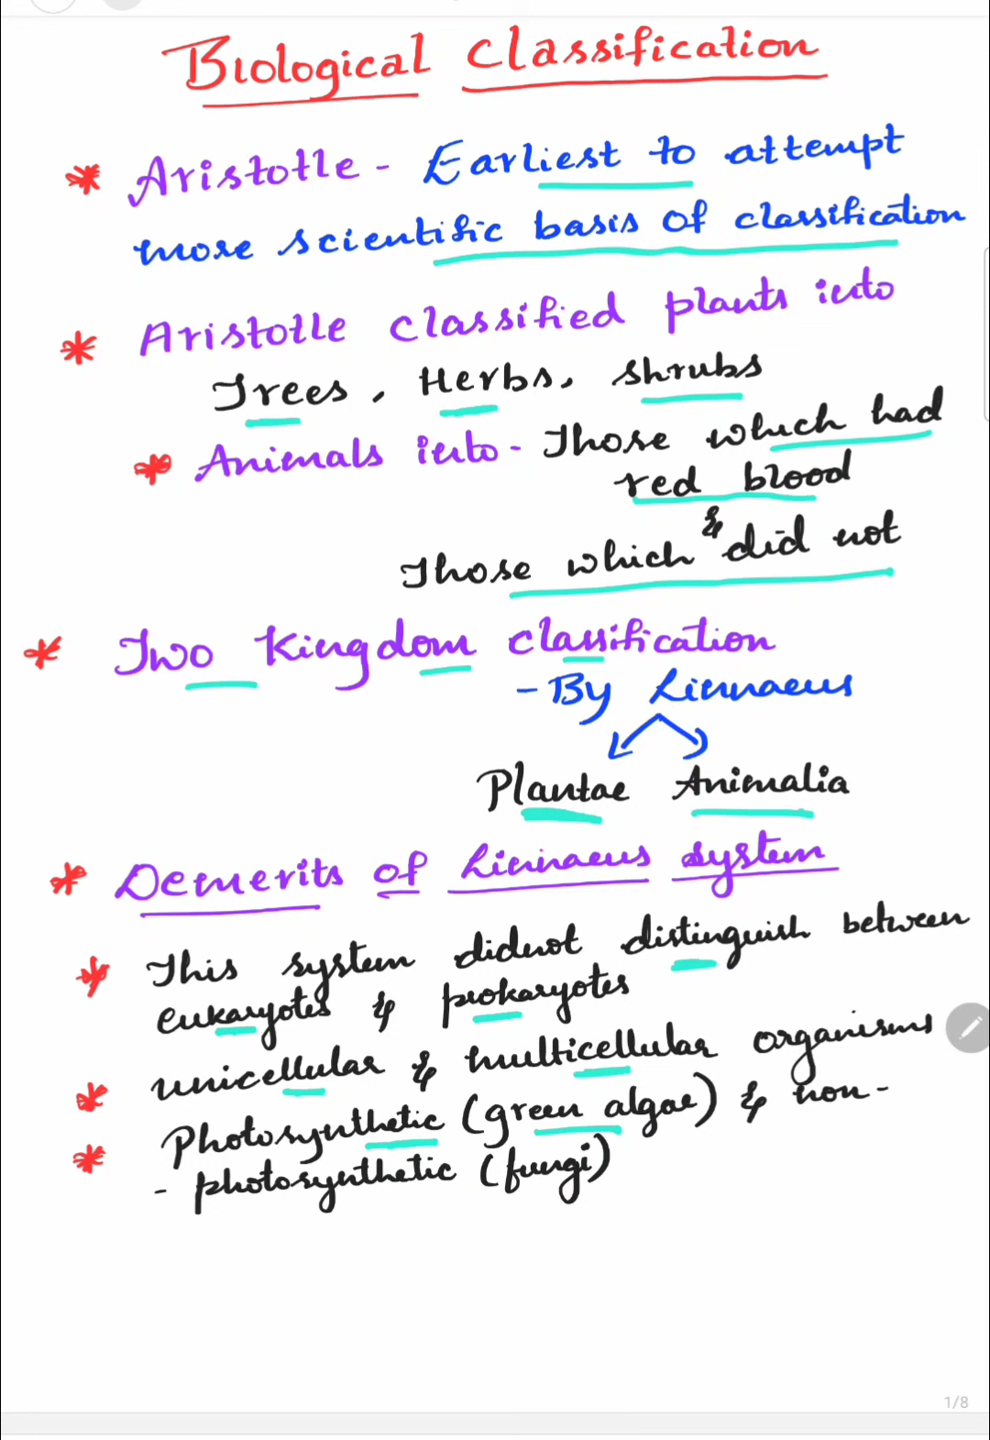 Biological Classification
* Aristotle - Earliest to attempt
more scientific basis of classification
* Aristotle classified plants into
Trees, Herbs, shrubs
* Animals into - Those which had
red blood
&
Those which did not
* Two kingdom classification
- By Linnaeus
Plantae Animalia
* Demerits of Linnaeus system
* This system didnot distinguish between
eukaryotes & prokaryotes
* unicellular & multicellular organisms
* Photosynthetic (green algae) & non-
- photosynthetic (fungi)
1/8